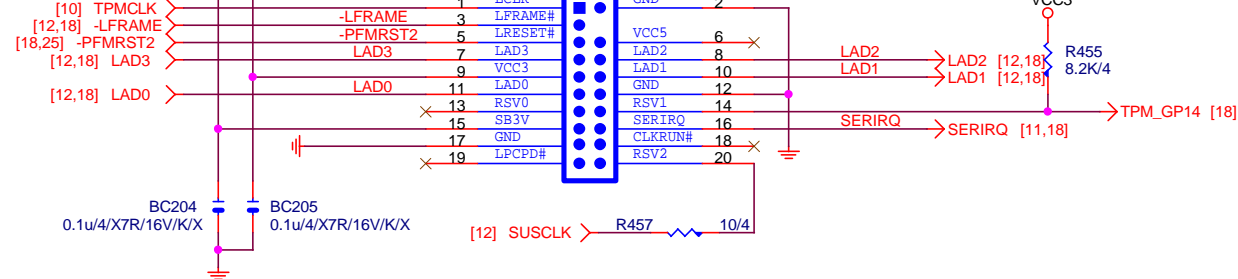 VCC3
[10] TPMCLK 1 LCLK GND 2
[12,18] -LFRAME -LFRAME 3 LFRAME#
[18,25] -PFMRST2 -PFMRST2 5 LRESET# VCC5 6
[12,18] LAD3 LAD3 7 LAD3 LAD2 8 LAD2 LAD2 [12,18]
R455
8.2K/4
9 VCC3 LAD1 10 LAD1 LAD1 [12,18]
[12,18] LAD0 LAD0 11 LAD0 GND 12
13 RSV0 RSV1 14 TPM_GP14 [18]
15 SB3V SERIRQ 16 SERIRQ SERIRQ [11,18]
17 GND CLKRUN# 18
19 LPCPD# RSV2 20
BC204 BC205
0.1u/4/X7R/16V/K/X 0.1u/4/X7R/16V/K/X
[12] SUSCLK R457 10/4